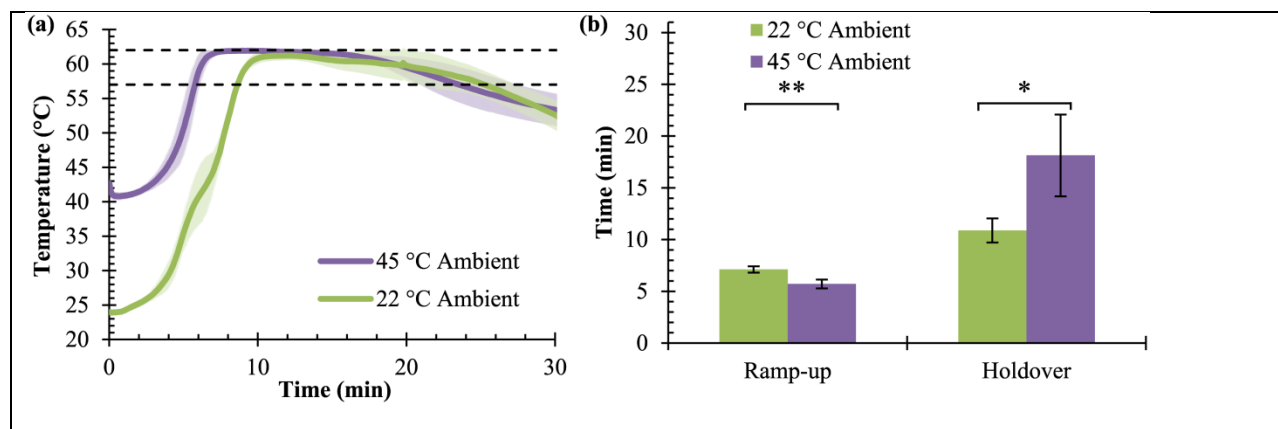 (a)
65
60
55
50
45
40
35
30
25
20
Temperature (°C)
45 °C Ambient
22 °C Ambient
0
10
20
30
Time (min)
(b)
30
25
20
15
10
5
0
Time (min)
22 °C Ambient
45 °C Ambient
**
*
Ramp-up
Holdover